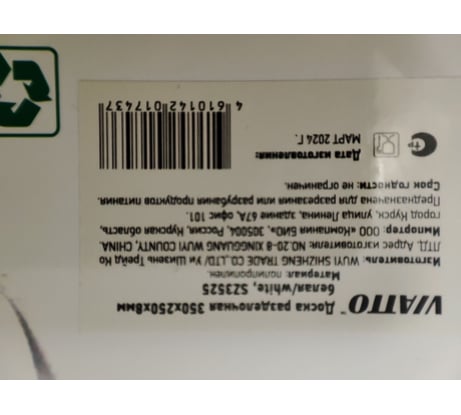 VIATTO™ Доска разделочная 350х250х8мм
белая/white, SZ3525
Материал: полипропилен.
Изготовитель: WUYI SHIZHENG TRADE CO., LTD/ Уи Шижэн Трейд Ко
ЛТД. Адрес изготовителя: NO.20-8 XINGUANG WUYI COUNTY, CHINA.
Импортер: ООО "Компания "БИО", 305004, Россия, Курская область,
город Курск, улица Ленина, здание 67А, офис 101.
Предназначена для разрезания или разрубания продуктов питания.
Срок годности: не ограничен.
Дата изготовления:
МАРТ 2024 Г.
4 610142 017437